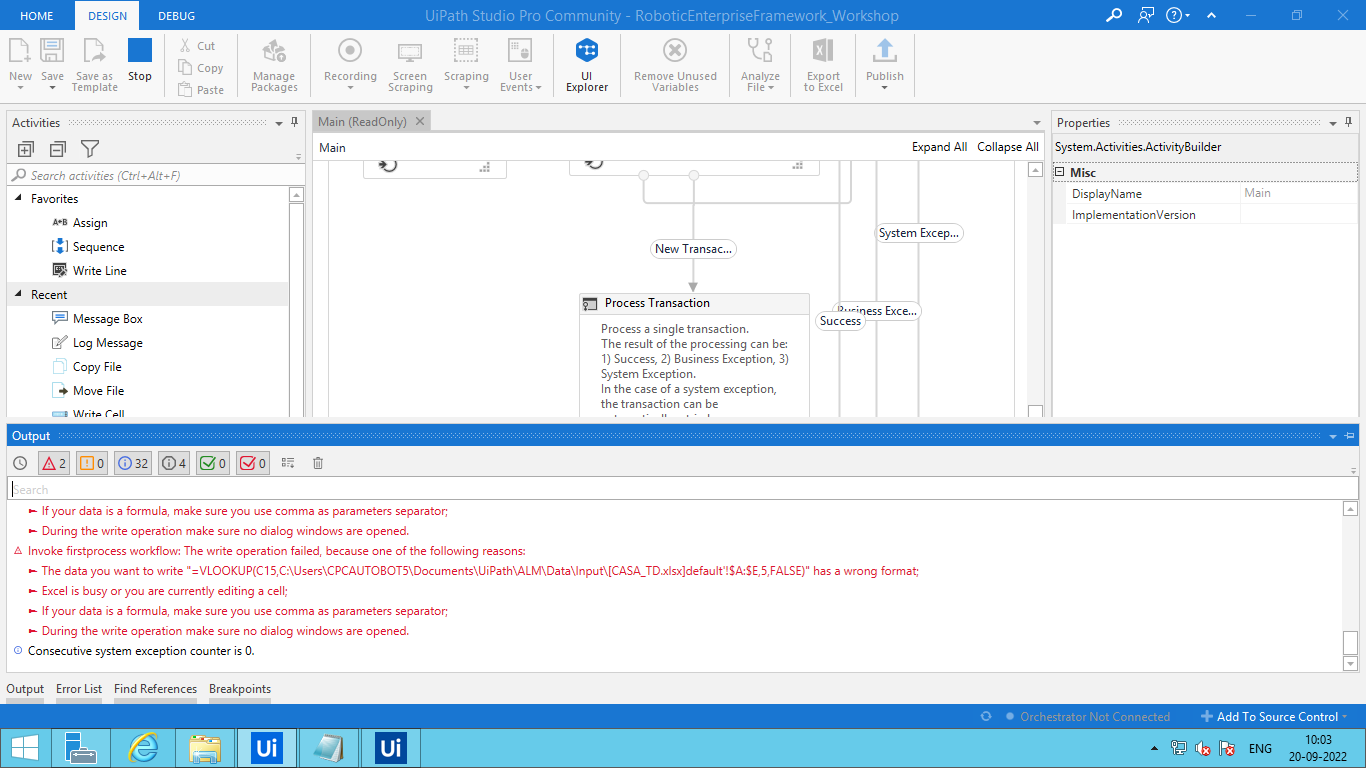 HOME DESIGN DEBUG UiPath Studio Pro Community - RoboticEnterpriseFramework_Workshop
New Save Save as Template Stop
Cut
Copy
Paste
Manage Packages Recording Screen Scraping Scraping User Events UI Explorer Remove Unused Variables Analyze File Export to Excel Publish
Activities
Search activities (Ctrl+Alt+F)
Favorites
A*B Assign
Sequence
Write Line
Recent
Message Box
Log Message
Copy File
Move File
Write Cell
Main (ReadOnly)
Main Expand All Collapse All
System Excep...
New Transac...
Business Exce...
Success
Process Transaction
Process a single transaction.
The result of the processing can be:
1) Success, 2) Business Exception, 3)
System Exception.
In the case of a system exception,
the transaction can be
Properties
System.Activities.ActivityBuilder
Misc
DisplayName Main
ImplementationVersion
Output
2 0 32 4 0 0
Search
If your data is a formula, make sure you use comma as parameters separator;
During the write operation make sure no dialog windows are opened.
Invoke firstprocess workflow: The write operation failed, because one of the following reasons:
The data you want to write "=VLOOKUP(C15,C:\Users\CPCAUTOBOT5\Documents\UiPath\ALM\Data\Input\[CASA_TD.xlsx]default'!$A:$E,5,FALSE)" has a wrong format;
Excel is busy or you are currently editing a cell;
If your data is a formula, make sure you use comma as parameters separator;
During the write operation make sure no dialog windows are opened.
Consecutive system exception counter is 0.
Output Error List Find References Breakpoints
Orchestrator Not Connected Add To Source Control
Ui Ui ENG 10:03
20-09-2022